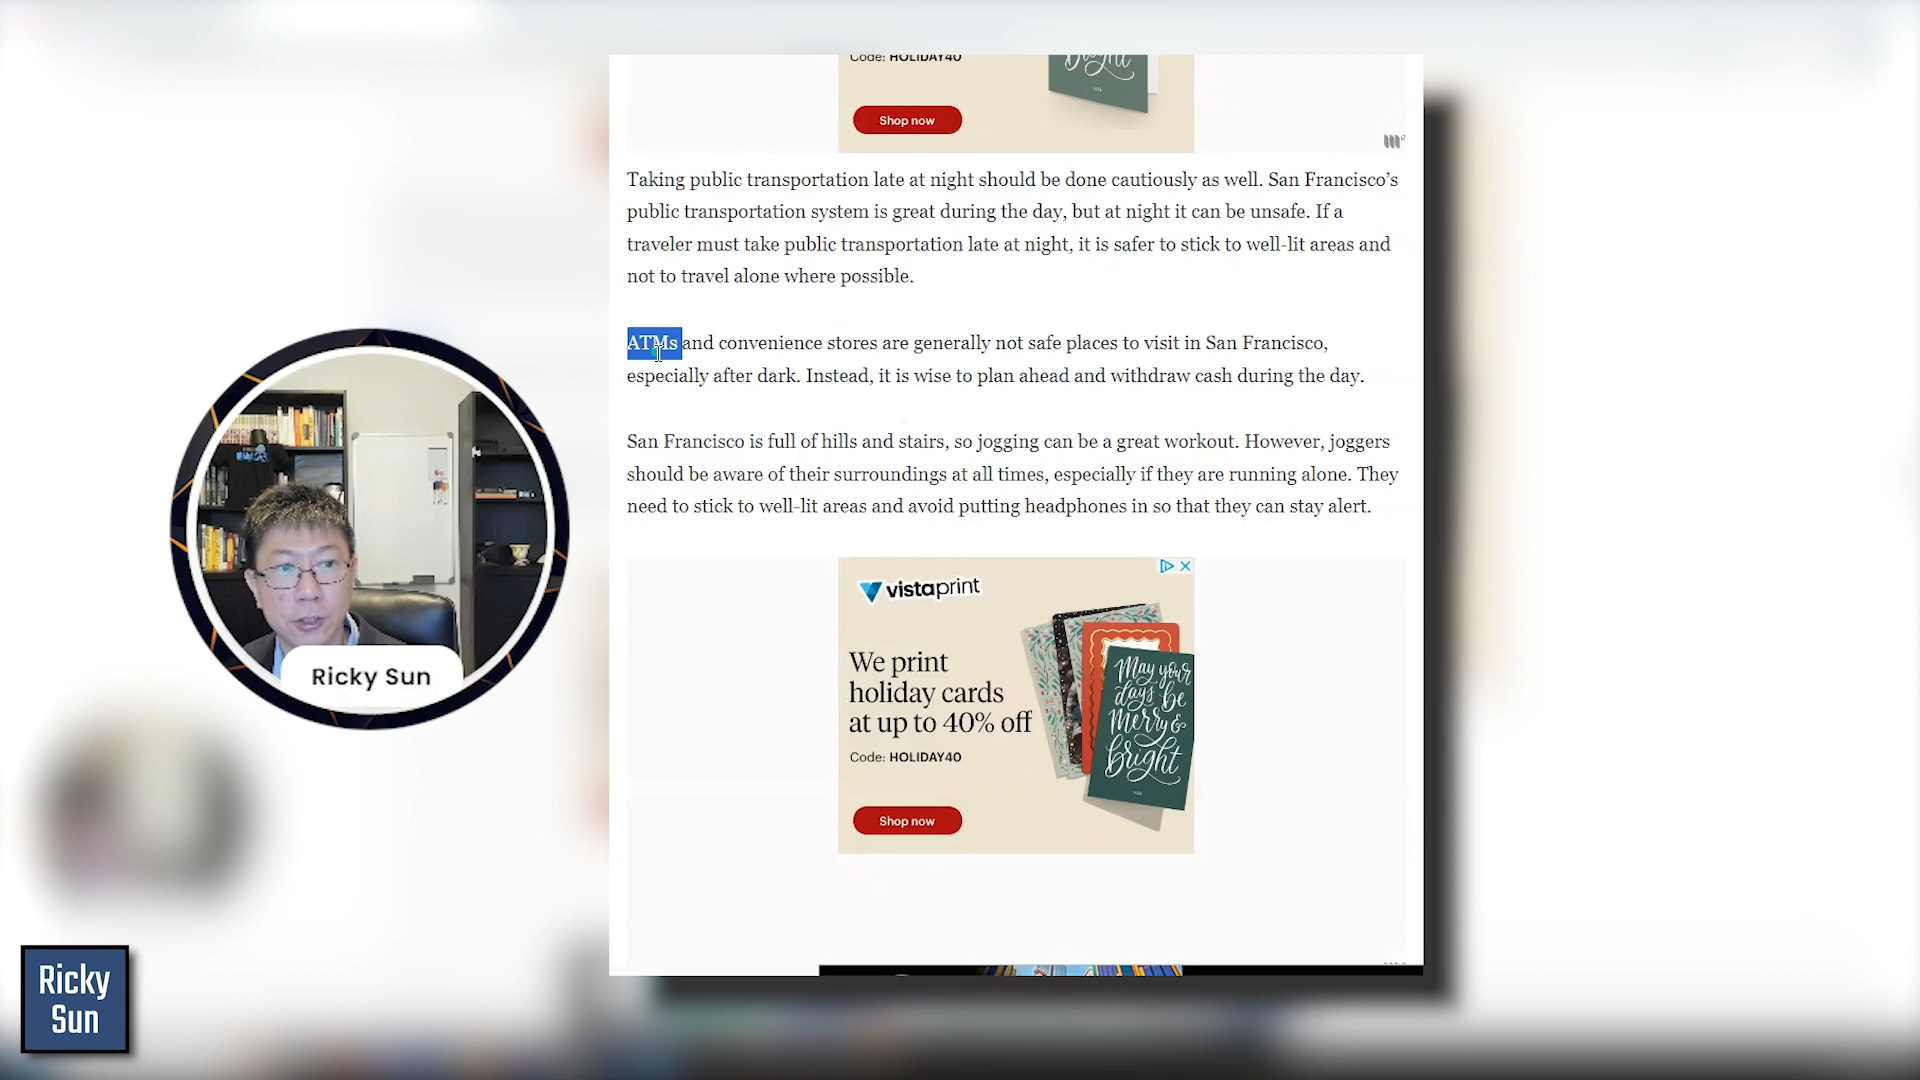 Code: HOLIDAY40
bright
Shop now
Taking public transportation late at night should be done cautiously as well. San Francisco’s
public transportation system is great during the day, but at night it can be unsafe. If a
traveler must take public transportation late at night, it is safer to stick to well-lit areas and
not to travel alone where possible.
ATMs and convenience stores are generally not safe places to visit in San Francisco,
especially after dark. Instead, it is wise to plan ahead and withdraw cash during the day.
San Francisco is full of hills and stairs, so jogging can be a great workout. However, joggers
should be aware of their surroundings at all times, especially if they are running alone. They
need to stick to well-lit areas and avoid putting headphones in so that they can stay alert.
vistaprint
We print
holiday cards
at up to 40% off
Code: HOLIDAY40
Shop now
May your
days be
Merry &
bright
Ricky Sun
Ricky
Sun